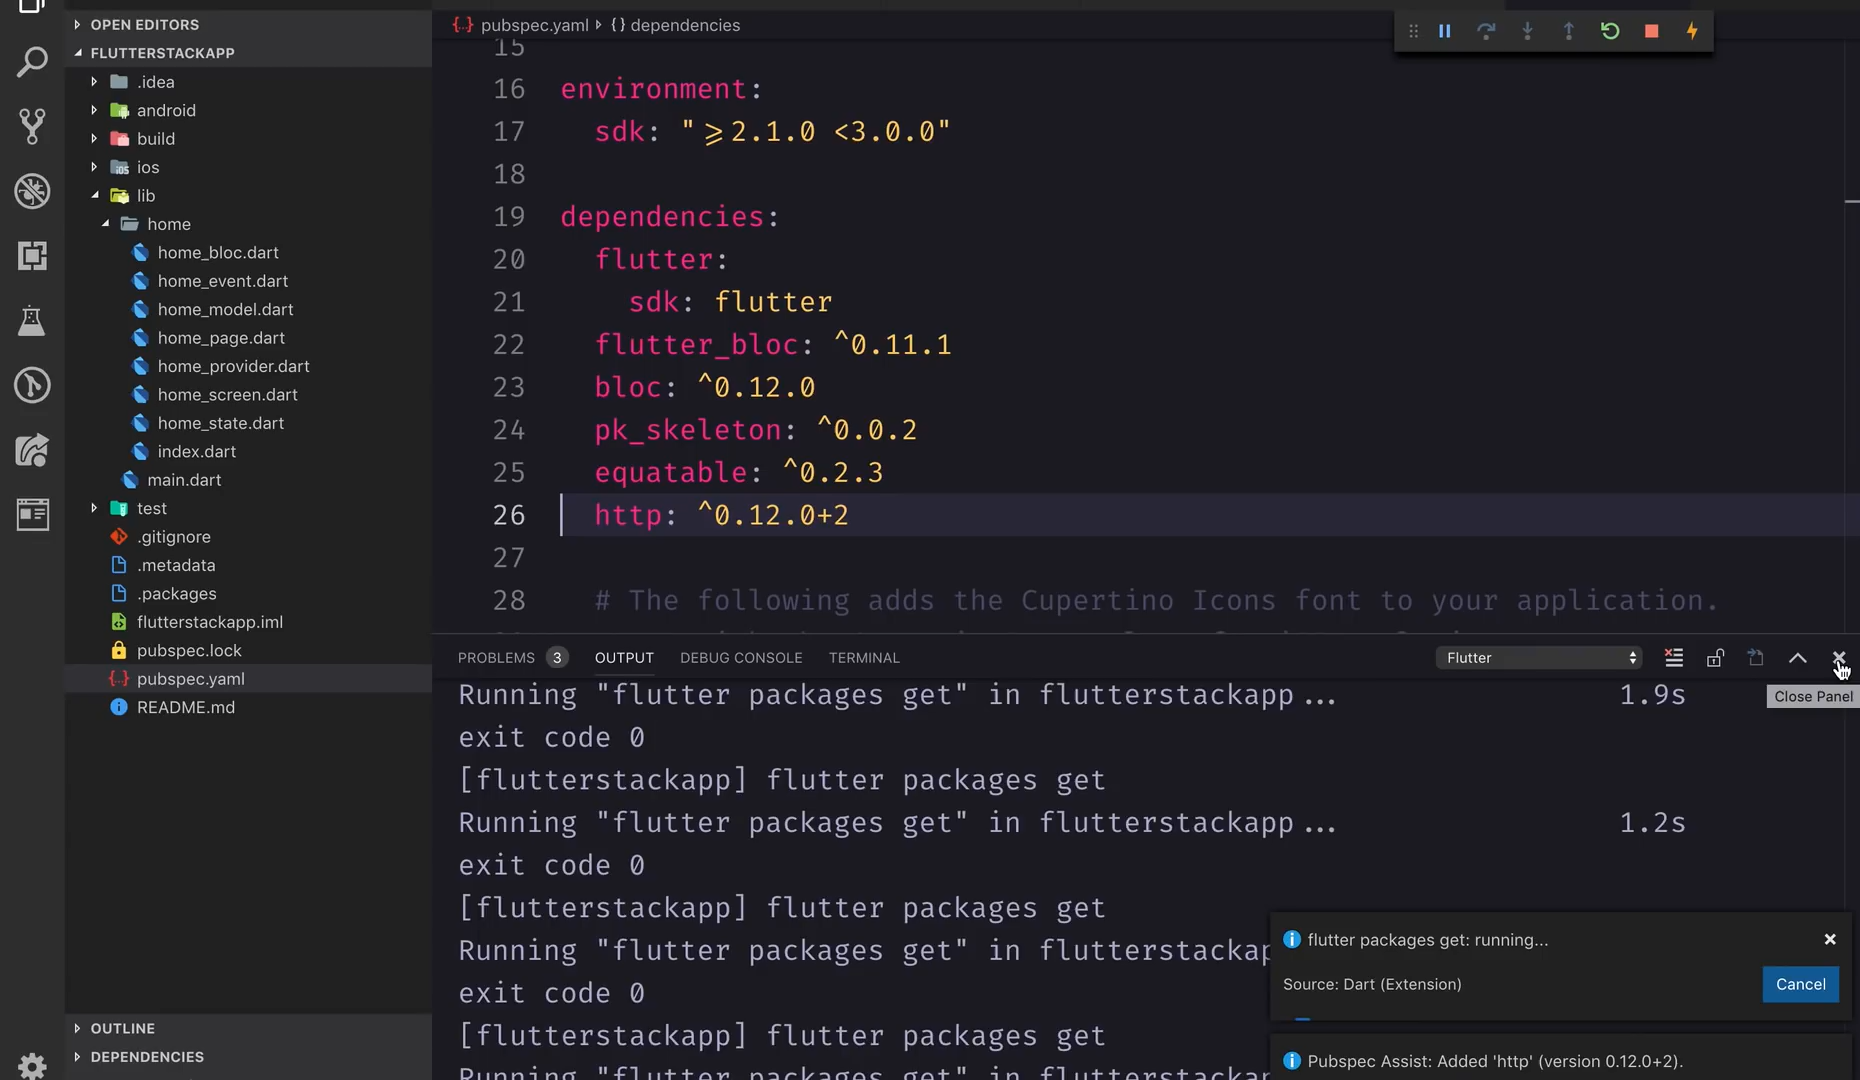 OPEN EDITORS
FLUTTERSTACKAPP
.idea
android
build
ios
lib
home
home_bloc.dart
home_event.dart
home_model.dart
home_page.dart
home_provider.dart
home_screen.dart
home_state.dart
index.dart
main.dart
test
.gitignore
.metadata
.packages
flutterstackapp.iml
pubspec.lock
pubspec.yaml
README.md
OUTLINE
DEPENDENCIES
pubspec.yaml {} dependencies
15
16 environment:
17 sdk: "⩾2.1.0 <3.0.0"
18
19 dependencies:
20 flutter:
21 sdk: flutter
22 flutter_bloc: ^0.11.1
23 bloc: ^0.12.0
24 pk_skeleton: ^0.0.2
25 equatable: ^0.2.3
26 http: ^0.12.0+2
27
28 # The following adds the Cupertino Icons font to your application.
PROBLEMS 3 OUTPUT DEBUG CONSOLE TERMINAL Flutter
Close Panel
Running "flutter packages get" in flutterstackapp... 1.9s
exit code 0
[flutterstackapp] flutter packages get
Running "flutter packages get" in flutterstackapp... 1.2s
exit code 0
[flutterstackapp] flutter packages get
Running "flutter packages get" in flutterstackap
exit code 0
[flutterstackapp] flutter packages get
Running "flutter packages get" in flutterstackap
flutter packages get: running...
Source: Dart (Extension)
Cancel
Pubspec Assist: Added 'http' (version 0.12.0+2).